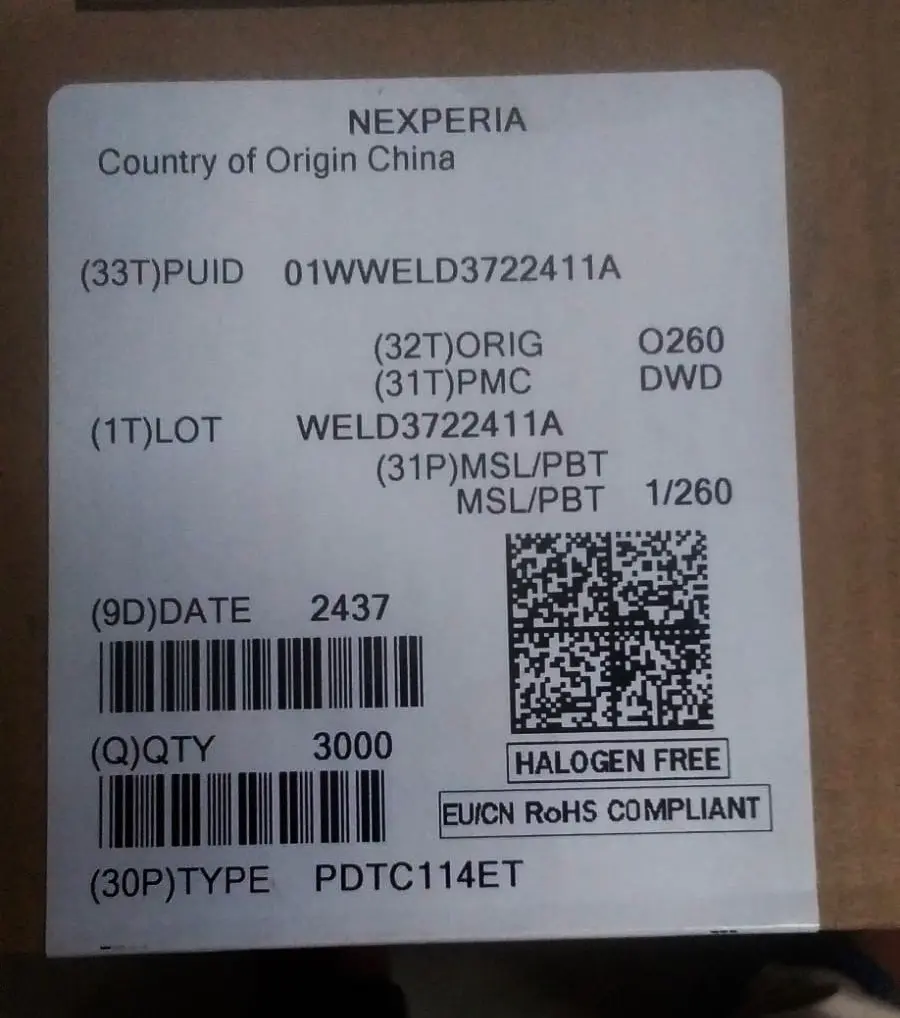 NEXPERIA
Country of Origin China
(33T)PUID 01WWELD3722411A
(32T)ORIG O260
(31T)PMC DWD
(1T)LOT WELD3722411A
(31P)MSL/PBT
MSL/PBT 1/260
(9D)DATE 2437
(Q)QTY 3000
HALOGEN FREE
EU/CN RoHS COMPLIANT
(30P)TYPE PDTC114ET